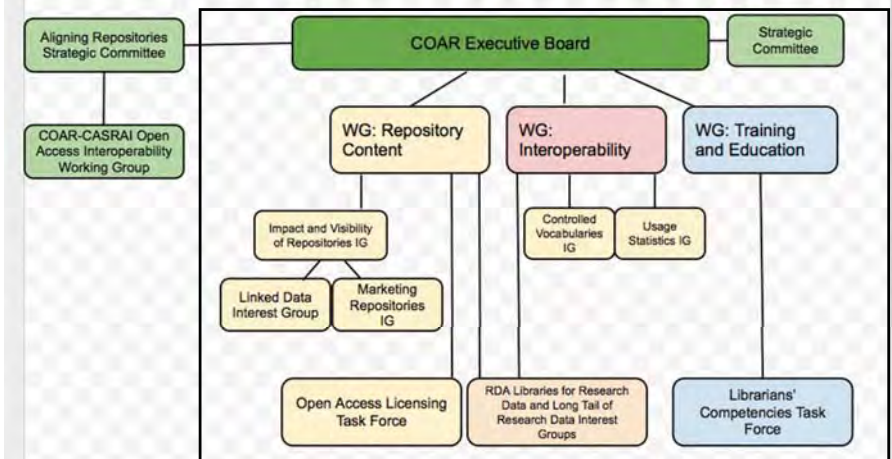 Aligning Repositories
Strategic Committee
COAR Executive Board
Strategic
Committee
COAR-CASRAI Open
Access Interoperability
Working Group
WG: Repository
Content
WG:
Interoperability
WG: Training
and Education
Impact and Visibility
of Repositories IG
Controlled
Vocabularies
IG
Usage
Statistics IG
Linked Data
Interest Group
Marketing
Repositories
IG
Open Access Licensing
Task Force
RDA Libraries for Research
Data and Long Tail of
Research Data Interest
Groups
Librarians'
Competencies Task
Force